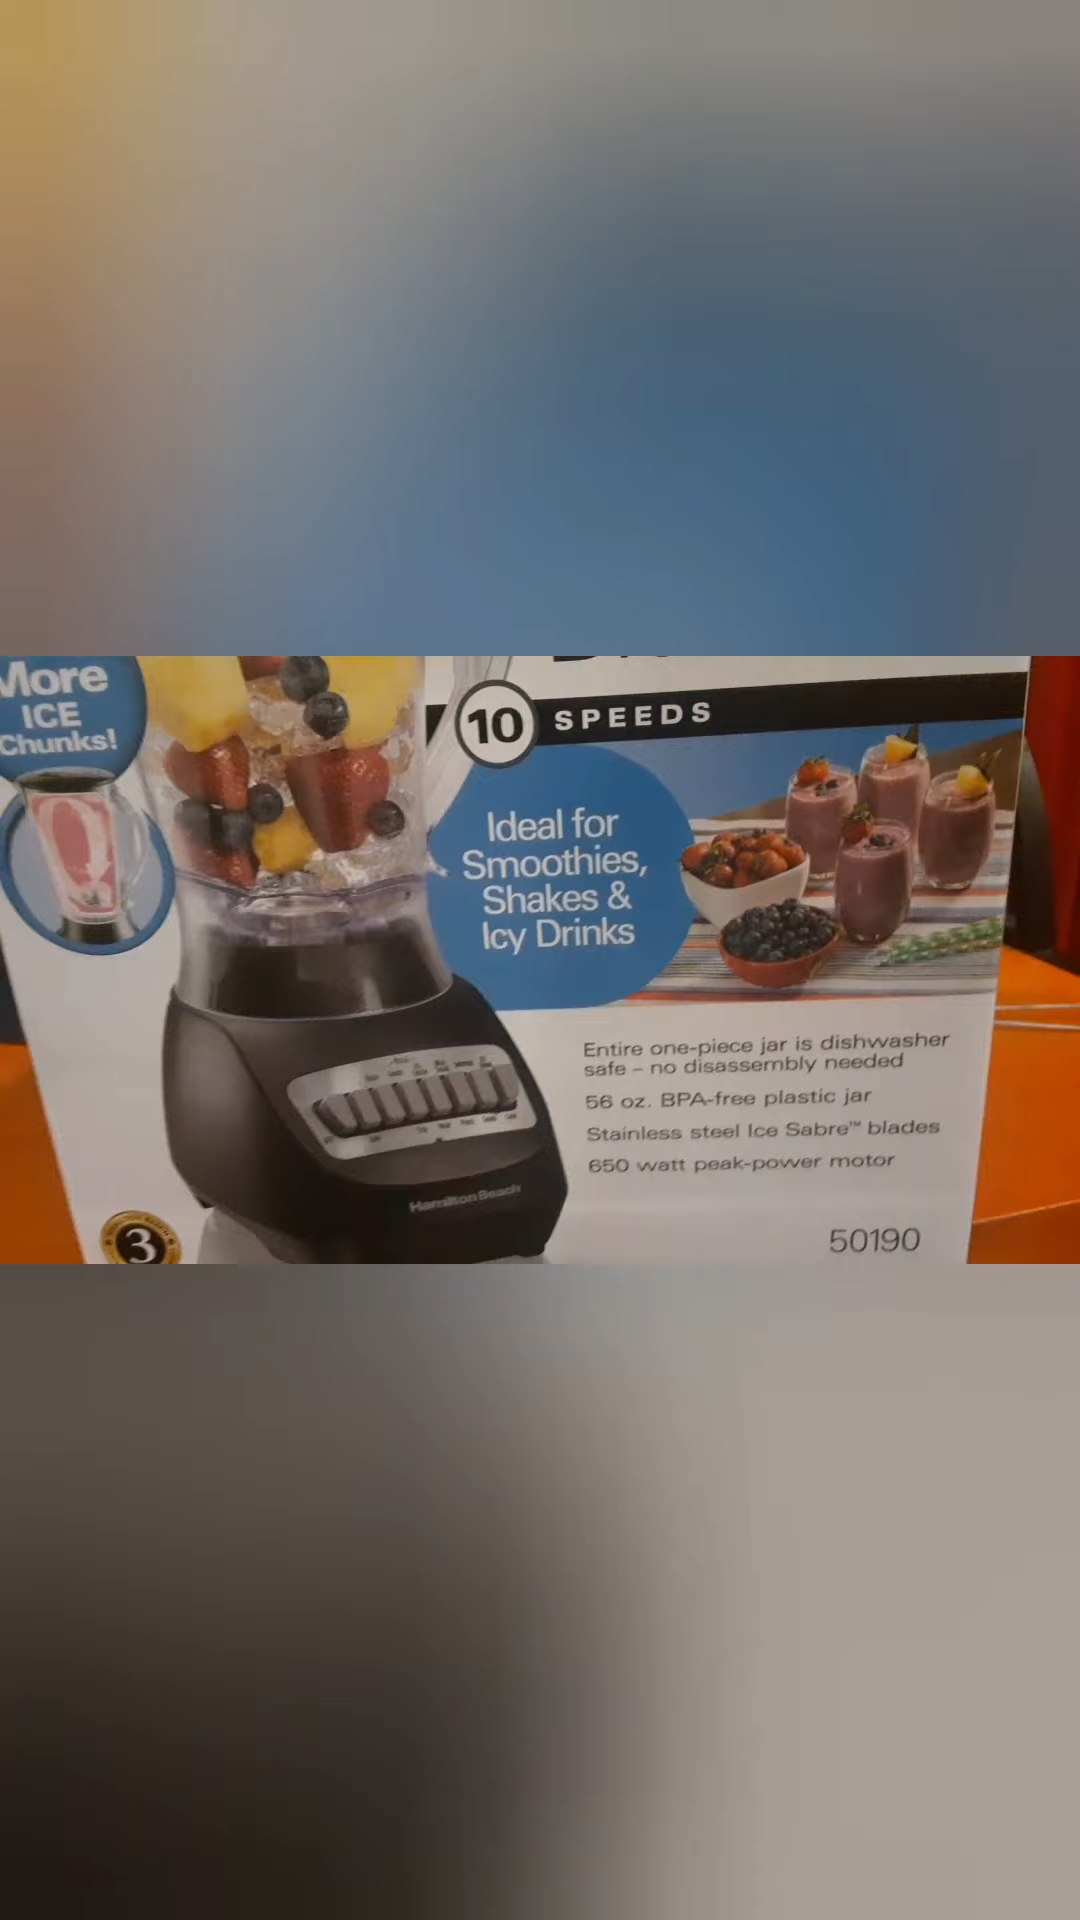 More
ICE
Chunks!
10 SPEEDS
Ideal for
Smoothies,
Shakes &
Icy Drinks
Entire one-piece jar is dishwasher
safe – no disassembly needed
56 oz. BPA-free plastic jar
Stainless steel Ice Sabre™ blades
650 watt peak-power motor
Hamilton Beach
3
50190